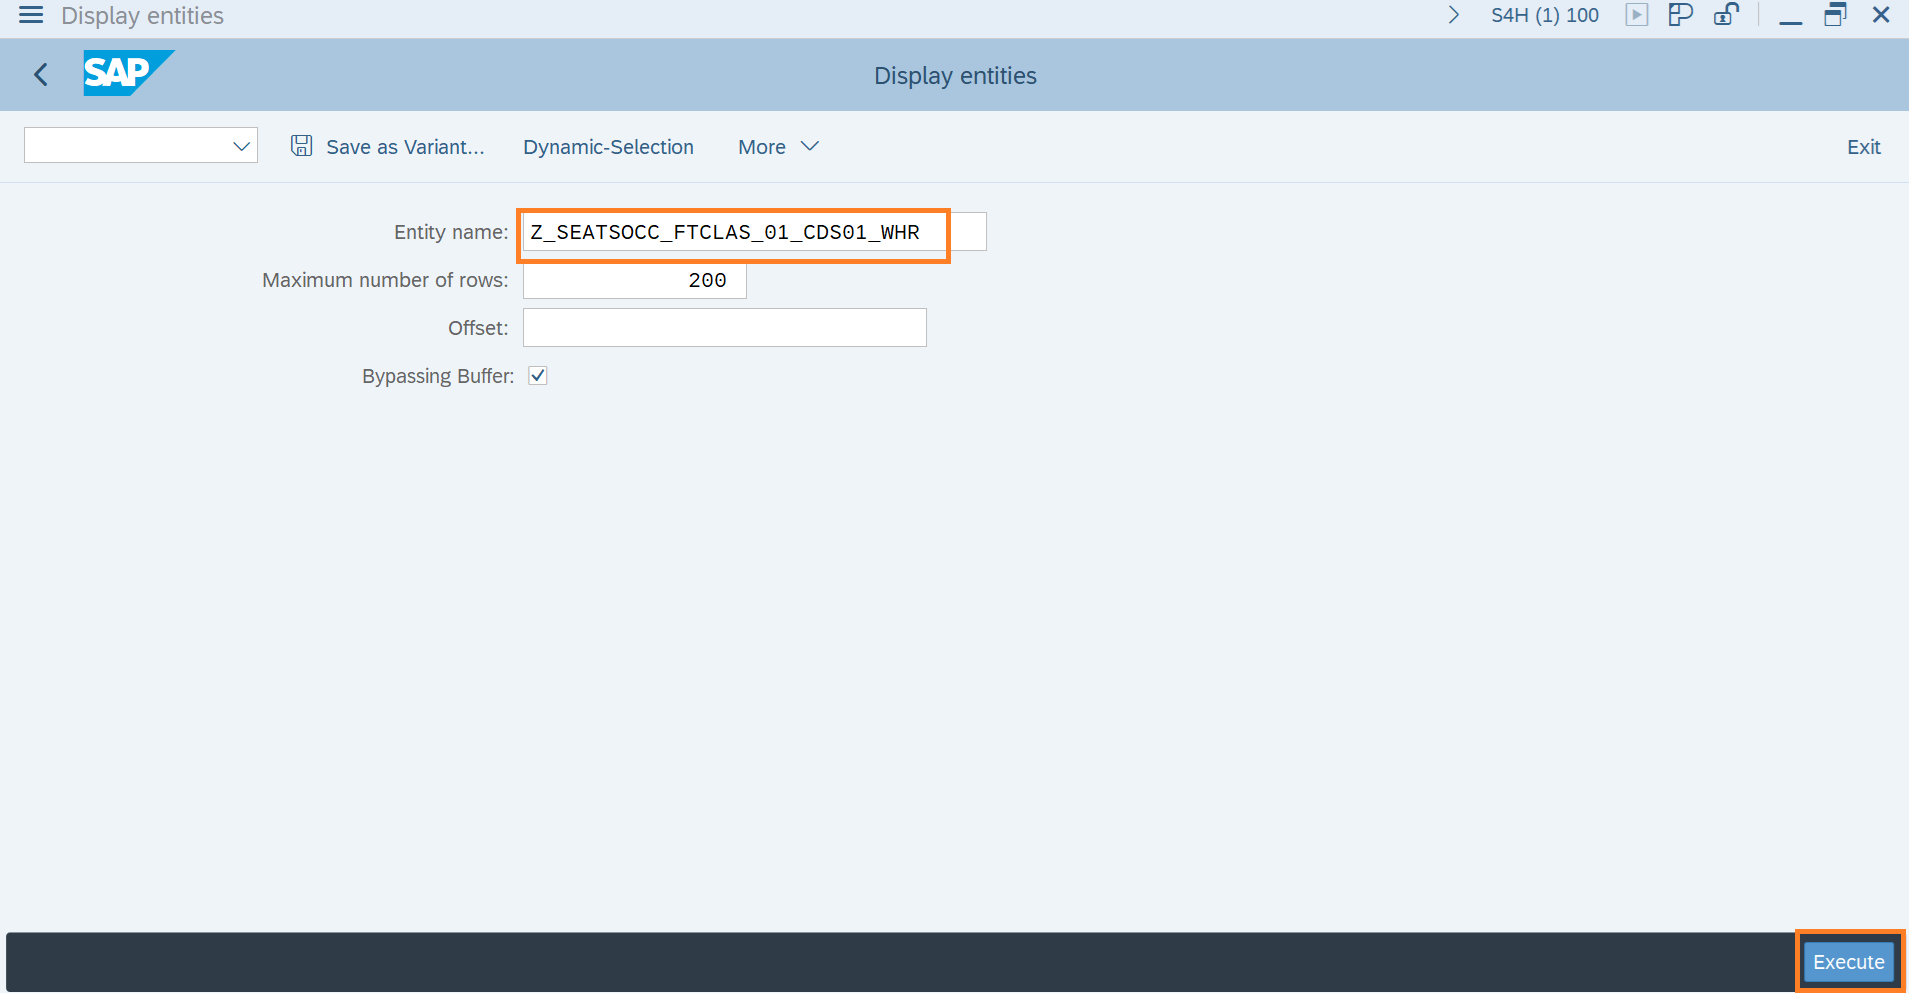 Display entities
S4H (1) 100
SAP
Display entities
Save as Variant...
Dynamic-Selection
More
Exit
Entity name: Z_SEATSOCC_FTCLAS_01_CDS01_WHR
Maximum number of rows: 200
Offset:
Bypassing Buffer:
Execute